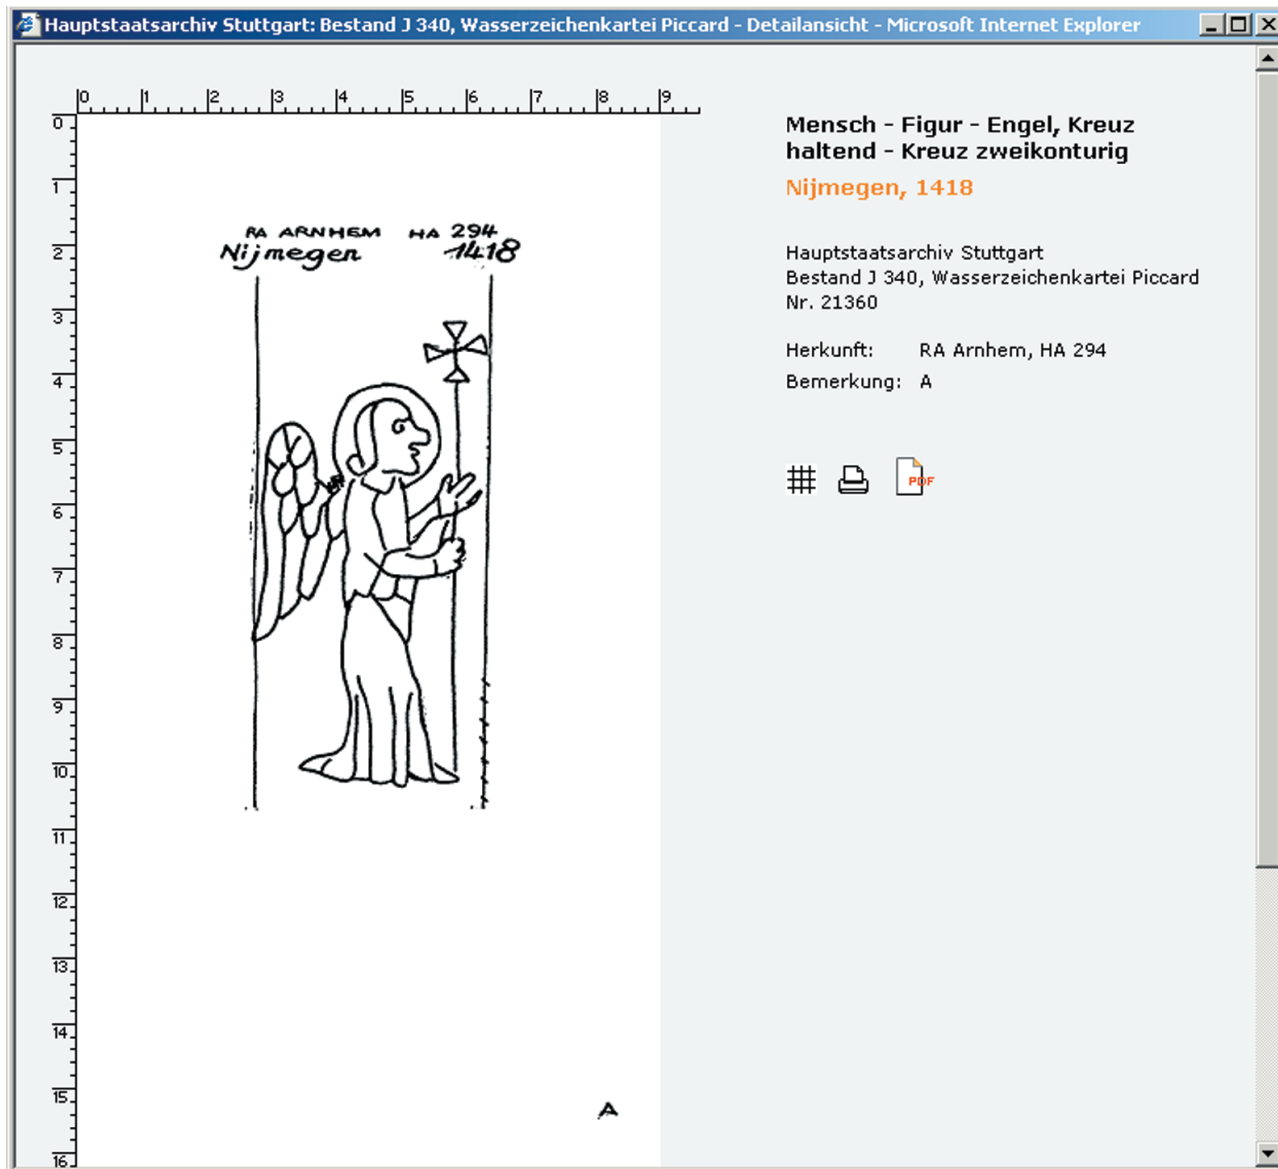 Hauptstaatsarchiv Stuttgart: Bestand J 340, Wasserzeichenkartei Piccard - Detailansicht - Microsoft Internet Explorer
0 1 2 3 4 5 6 7 8 9
0
1
2
3
4
5
6
7
8
9
10
11
12
13
14
15
16
RA ARNHEM HA 294
Nijmegen 1418
A
Mensch - Figur - Engel, Kreuz
haltend - Kreuz zweikonturig
Nijmegen, 1418
Hauptstaatsarchiv Stuttgart
Bestand J 340, Wasserzeichenkartei Piccard
Nr. 21360
Herkunft: RA Arnhem, HA 294
Bemerkung: A
PDF